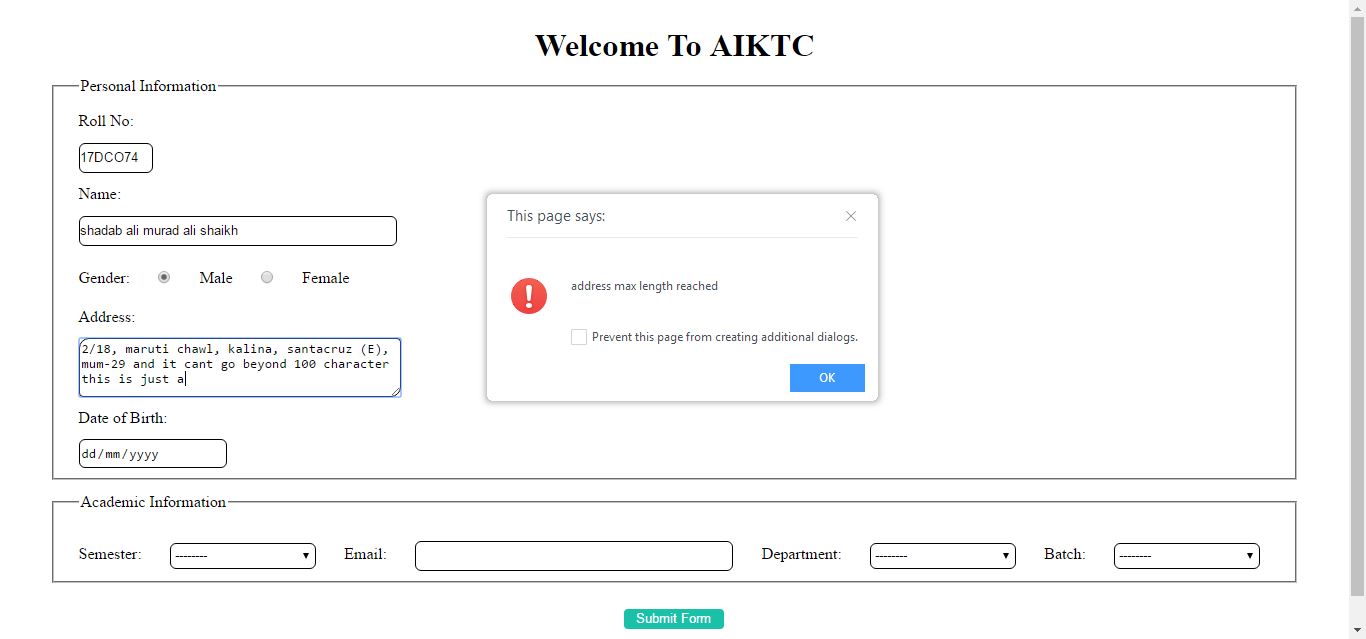 Welcome To AIKTC
Personal Information
Roll No:
17DCO74
Name:
shadab ali murad ali shaikh
Gender: Male Female
Address:
2/18, maruti chawl, kalina, santacruz (E),
mum-29 and it cant go beyond 100 character
this is just a
Date of Birth:
dd/mm/yyyy
This page says:
address max length reached
Prevent this page from creating additional dialogs.
OK
Academic Information
Semester: -------- Email: Department: -------- Batch: --------
Submit Form